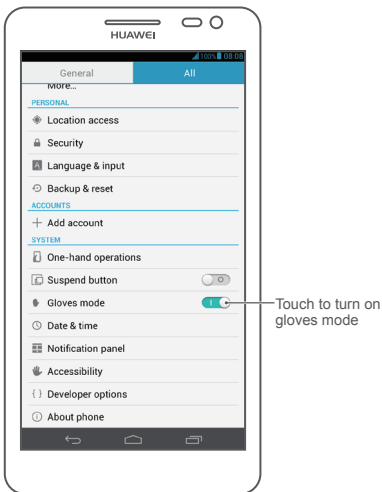 HUAWEI
100% 08:08
General
All
More...
PERSONAL
Location access
Security
A Language & input
Backup & reset
ACCOUNTS
Add account
SYSTEM
One-hand operations
Suspend button
Gloves mode
Touch to turn on
gloves mode
Date & time
Notification panel
Accessibility
{ } Developer options
About phone